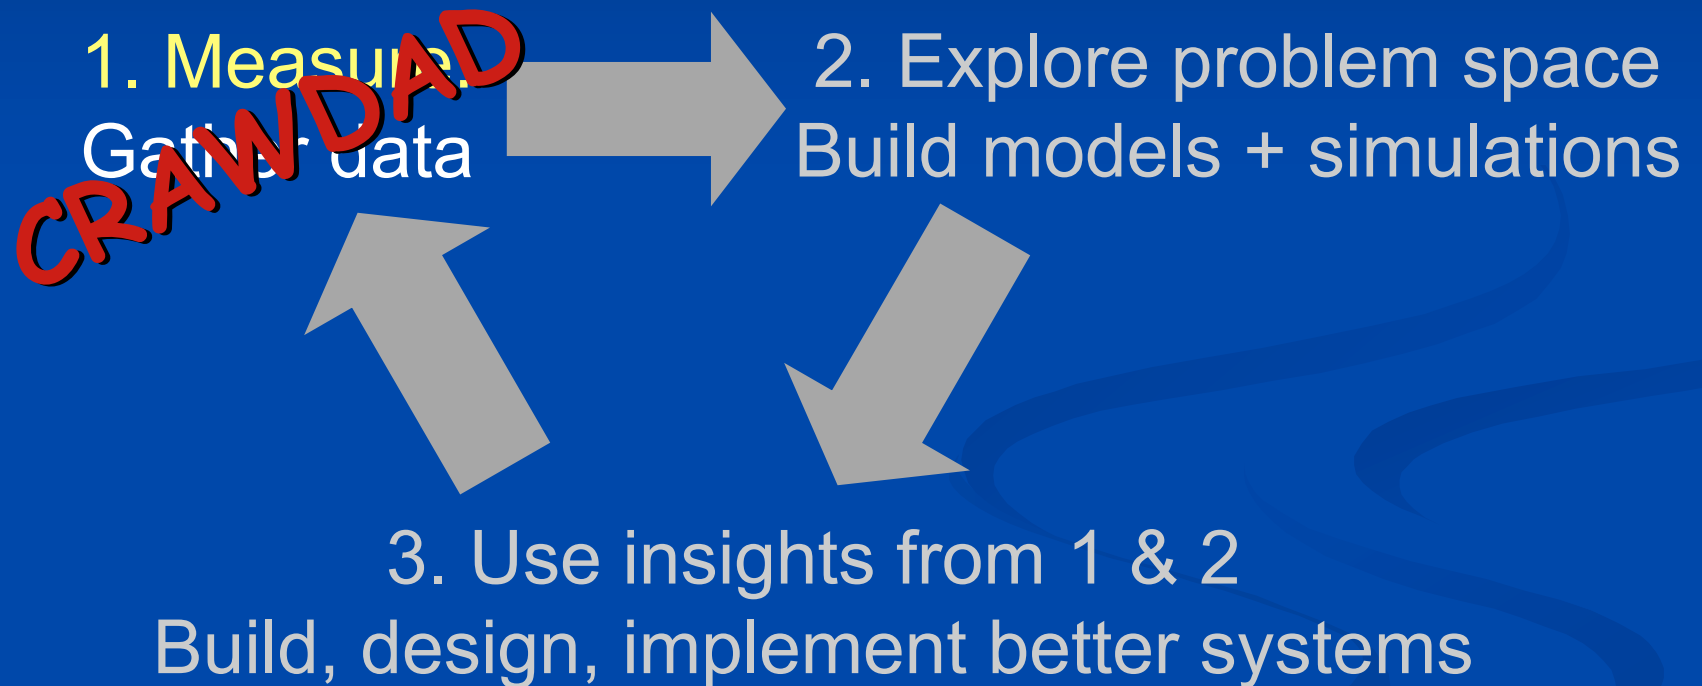 1. Measure.
Gather data
CRAWDAD
2. Explore problem space
Build models + simulations
3. Use insights from 1 & 2
Build, design, implement better systems